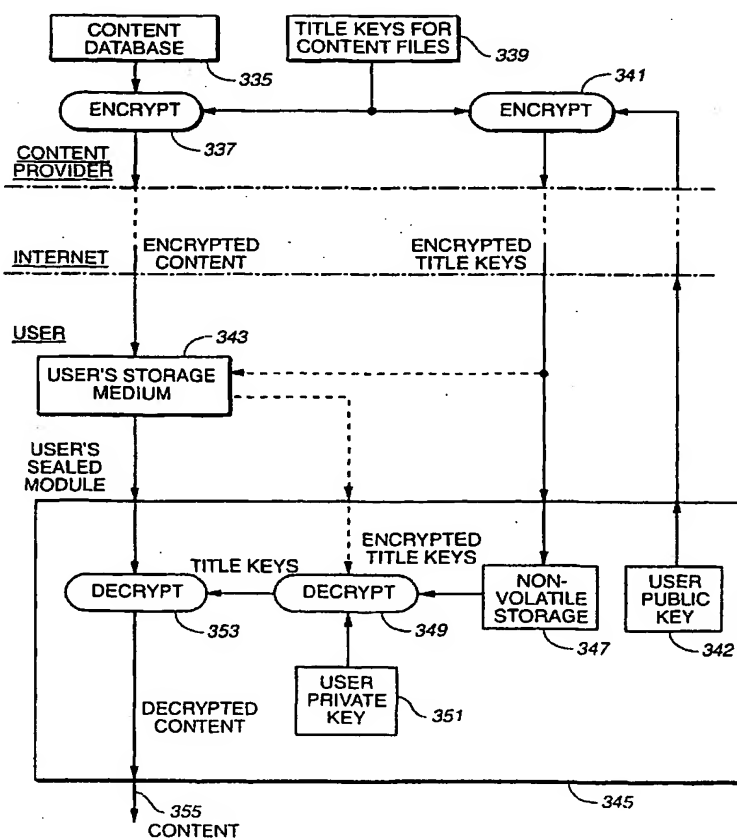 CONTENT
DATABASE
335
TITLE KEYS FOR
CONTENT FILES
339
341
ENCRYPT
337
ENCRYPT
CONTENT
PROVIDER
INTERNET
ENCRYPTED
CONTENT
ENCRYPTED
TITLE KEYS
USER
343
USER'S STORAGE
MEDIUM
USER'S
SEALED
MODULE
ENCRYPTED
TITLE KEYS
TITLE KEYS
DECRYPT
353
DECRYPT
349
NON-
VOLATILE
STORAGE
347
USER
PUBLIC
KEY
342
USER
PRIVATE
KEY
351
DECRYPTED
CONTENT
355
CONTENT
345